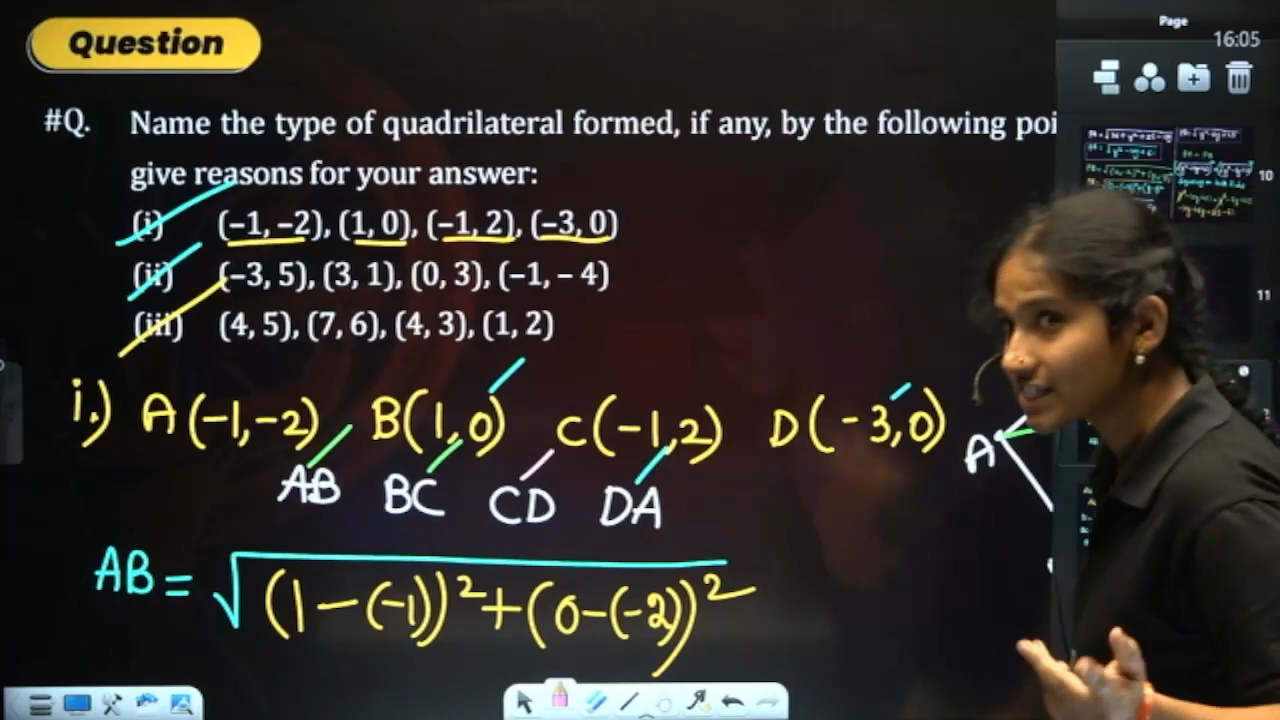 Question
Page
16:05
#Q. Name the type of quadrilateral formed, if any, by the following poi
give reasons for your answer:
(i) (−1, −2), (1, 0), (−1, 2), (−3, 0)
(ii) (−3, 5), (3, 1), (0, 3), (−1, − 4)
(iii) (4, 5), (7, 6), (4, 3), (1, 2)
10
11
i.) A(-1,-2) B(1,0) C(-1,2) D(-3,0)
A
AB BC CD DA
AB = √(1-(-1))²+(0-(-2))²